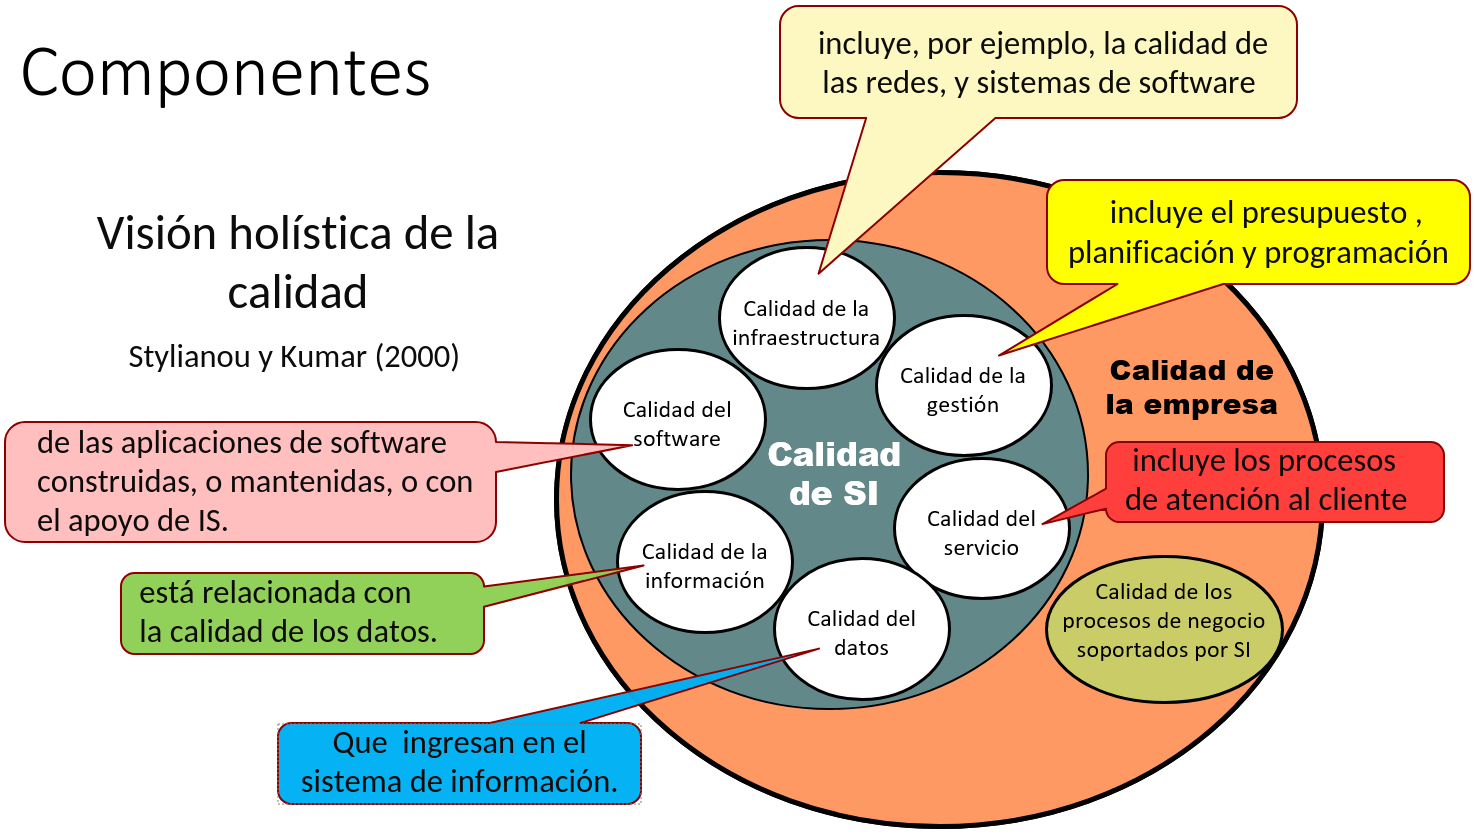 Componentes
incluye, por ejemplo, la calidad de
las redes, y sistemas de software
incluye el presupuesto ,
planificación y programación
Visión holística de la
calidad
Stylianou y Kumar (2000)
Calidad de la
infraestructura
Calidad de la
gestión
Calidad de
la empresa
Calidad del
software
Calidad
de SI
de las aplicaciones de software
construidas, o mantenidas, o con
el apoyo de IS.
incluye los procesos
de atención al cliente
Calidad del
servicio
Calidad de la
información
está relacionada con
la calidad de los datos.
Calidad del
datos
Calidad de los
procesos de negocio
soportados por SI
Que  ingresan en el
sistema de información.